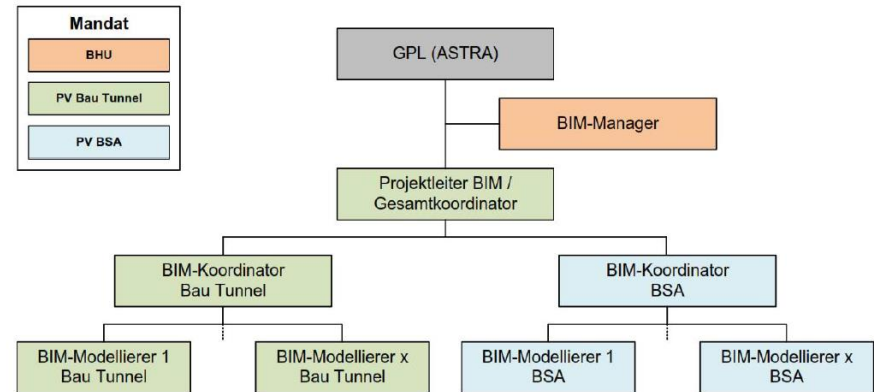 Mandat
BHU
PV Bau Tunnel
PV BSA
GPL (ASTRA)
BIM-Manager
Projektleiter BIM /
Gesamtkoordinator
BIM-Koordinator
Bau Tunnel
BIM-Koordinator
BSA
BIM-Modellierer 1
Bau Tunnel
BIM-Modellierer x
Bau Tunnel
BIM-Modellierer 1
BSA
BIM-Modellierer x
BSA